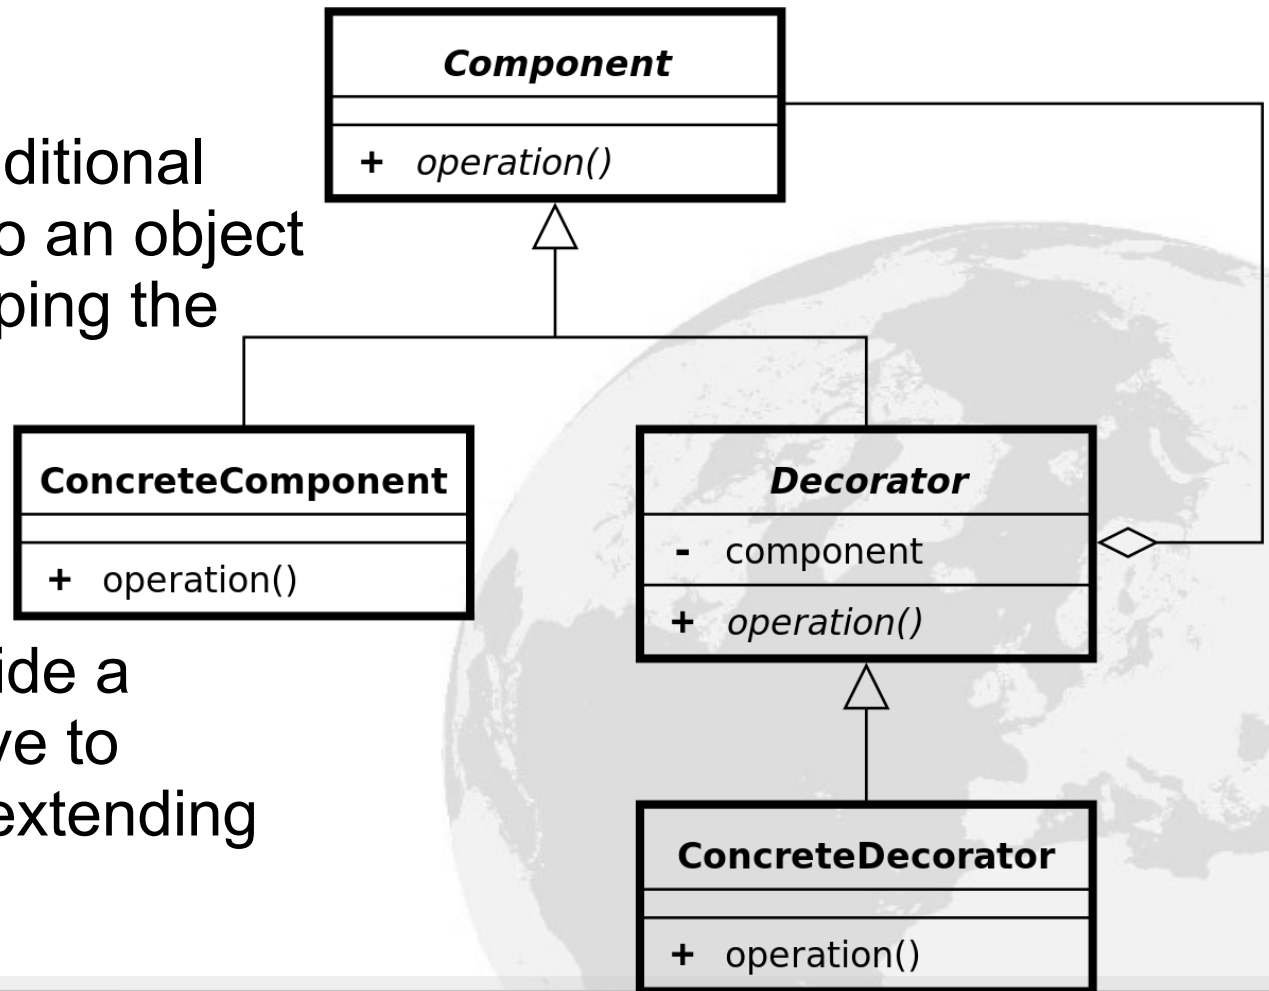 Component
+ operation()
ditional
o an object
ping the
ConcreteComponent
+ operation()
Decorator
- component
+ operation()
ide a
ve to
extending
ConcreteDecorator
+ operation()